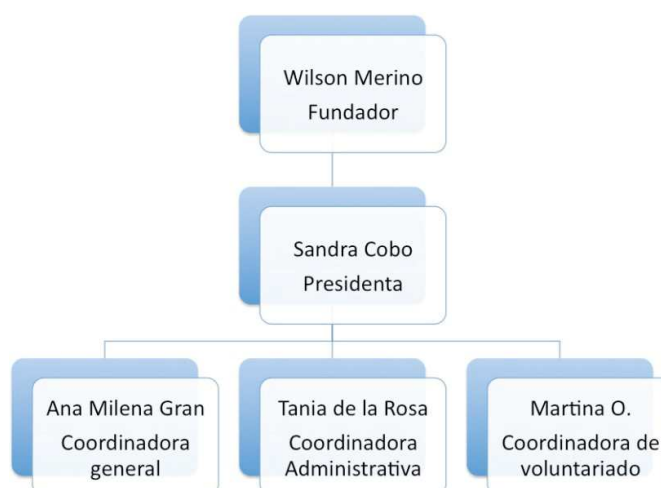 Wilson Merino
Fundador
Sandra Cobo
Presidenta
Ana Milena Gran
Coordinadora
general
Tania de la Rosa
Coordinadora
Administrativa
Martina O.
Coordinadora de
voluntariado